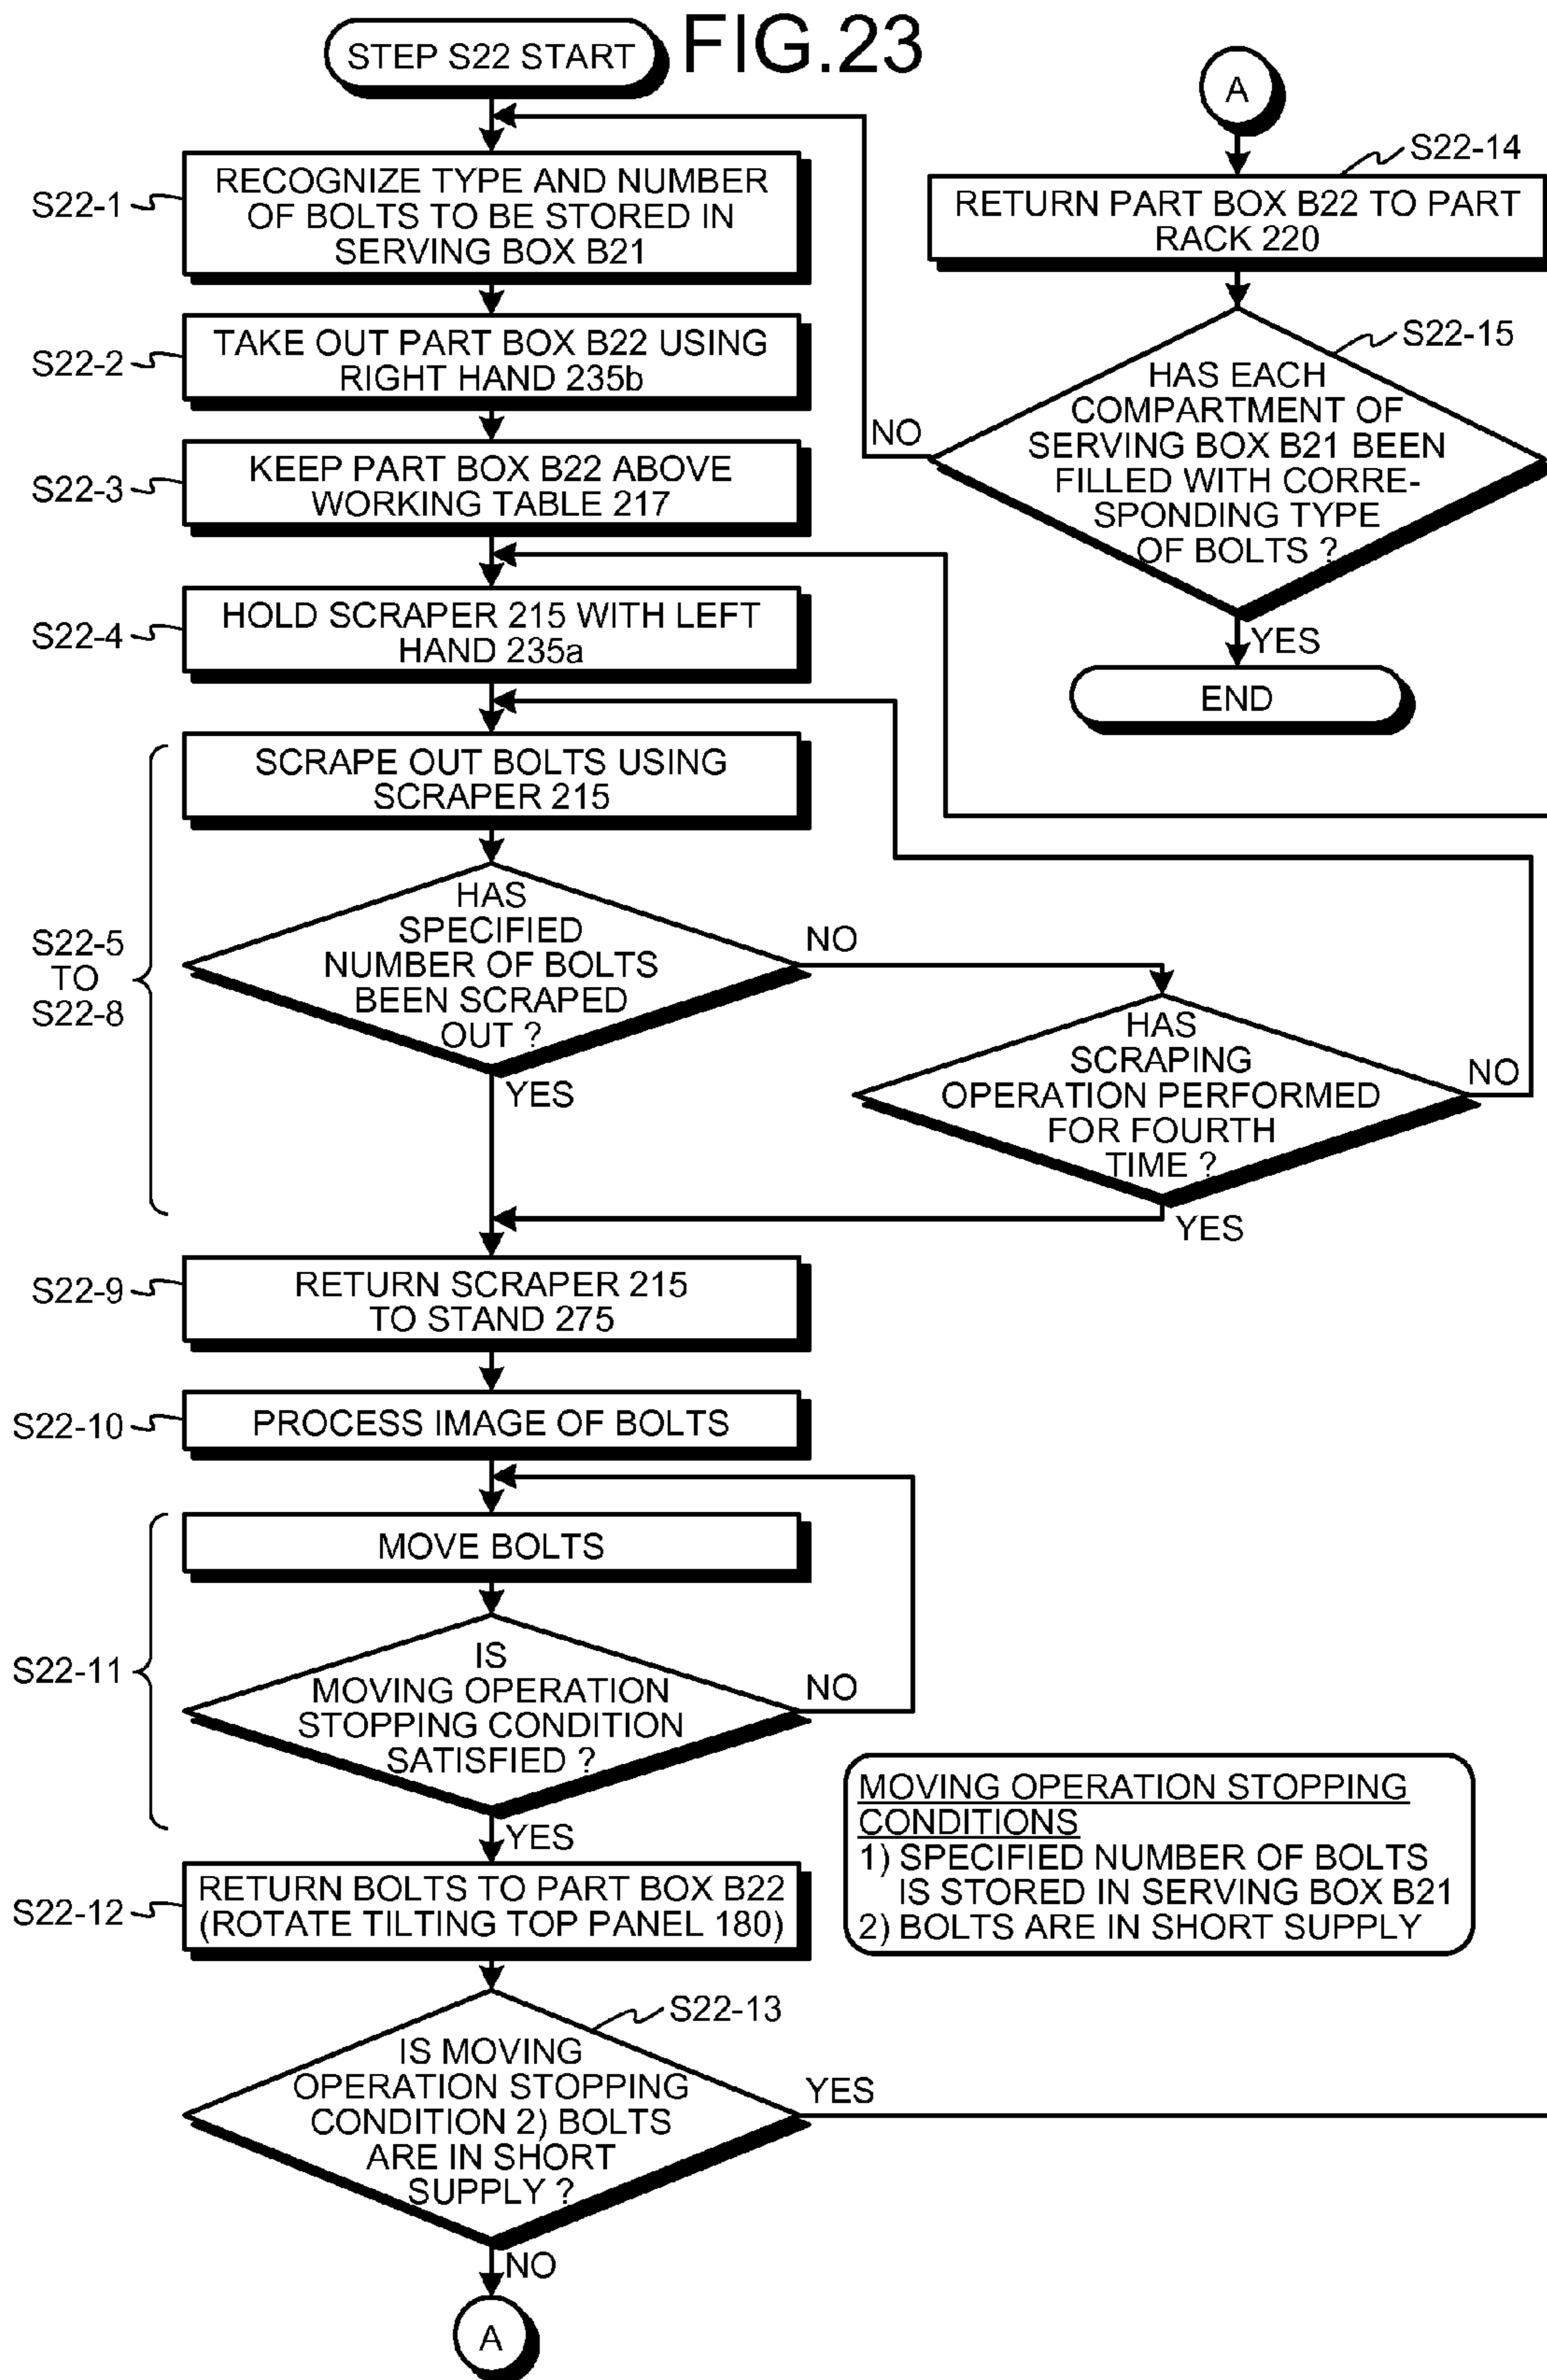 FIG.23
STEP S22 START
S22-1
RECOGNIZE TYPE AND NUMBER
OF BOLTS TO BE STORED IN
SERVING BOX B21
S22-2
TAKE OUT PART BOX B22 USING
RIGHT HAND 235b
S22-3
KEEP PART BOX B22 ABOVE
WORKING TABLE 217
S22-4
HOLD SCRAPER 215 WITH LEFT
HAND 235a
S22-5
TO
S22-8
SCRAPE OUT BOLTS USING
SCRAPER 215
HAS
SPECIFIED
NUMBER OF BOLTS
BEEN SCRAPED
OUT ?
NO
YES
HAS
SCRAPING
OPERATION PERFORMED
FOR FOURTH
TIME ?
NO
YES
S22-9
RETURN SCRAPER 215
TO STAND 275
S22-10
PROCESS IMAGE OF BOLTS
S22-11
MOVE BOLTS
IS
MOVING OPERATION
STOPPING CONDITION
SATISFIED ?
NO
YES
MOVING OPERATION STOPPING
CONDITIONS
1) SPECIFIED NUMBER OF BOLTS
IS STORED IN SERVING BOX B21
2) BOLTS ARE IN SHORT SUPPLY
S22-12
RETURN BOLTS TO PART BOX B22
(ROTATE TILTING TOP PANEL 180)
S22-13
IS MOVING
OPERATION STOPPING
CONDITION 2) BOLTS
ARE IN SHORT
SUPPLY ?
YES
NO
A
A
S22-14
RETURN PART BOX B22 TO PART
RACK 220
S22-15
HAS EACH
COMPARTMENT OF
SERVING BOX B21 BEEN
FILLED WITH CORRE-
SPONDING TYPE
OF BOLTS ?
NO
YES
END